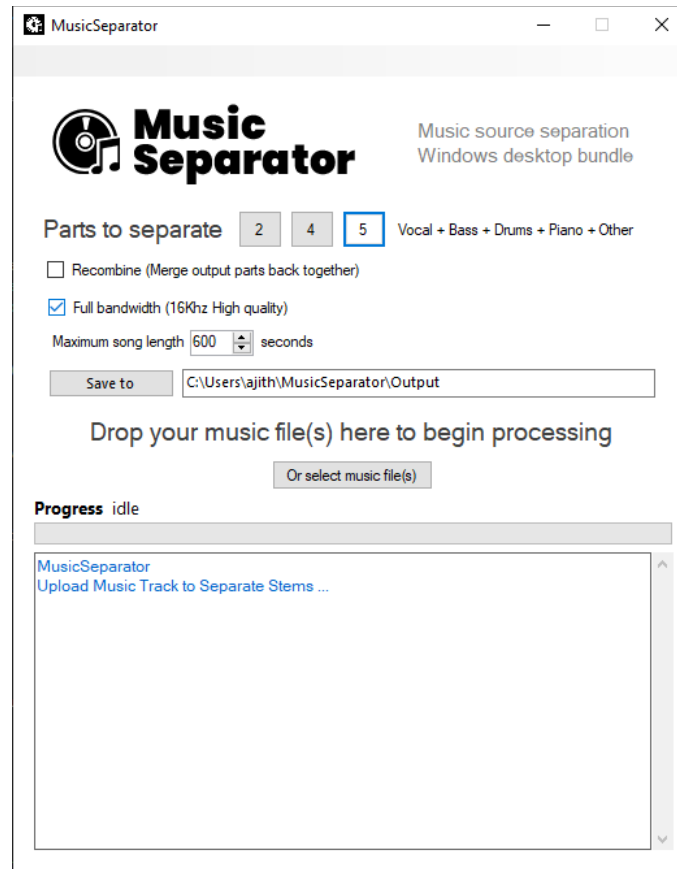 MusicSeparator
Music
Separator
Music source separation
Windows desktop bundle
Parts to separate 2 4 5 Vocal + Bass + Drums + Piano + Other
Recombine (Merge output parts back together)
Full bandwidth (16Khz High quality)
Maximum song length 600 seconds
Save to C:\Users\ajith\MusicSeparator\Output
Drop your music file(s) here to begin processing
Or select music file(s)
Progress idle
MusicSeparator
Upload Music Track to Separate Stems ...